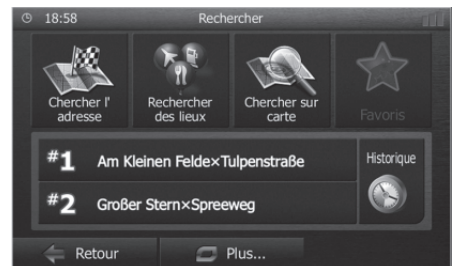 18:58 Rechercher
Chercher l'
adresse
Rechercher
des lieux
Chercher sur
carte
Favoris
#1 Am Kleinen Felde×Tulpenstraße
Historique
#2 Großer Stern×Spreeweg
Retour
Plus...